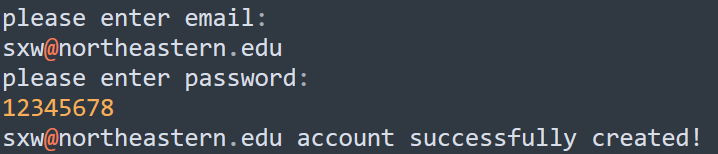 please enter email:
sxw@northeastern.edu
please enter password:
12345678
sxw@northeastern.edu account successfully created!